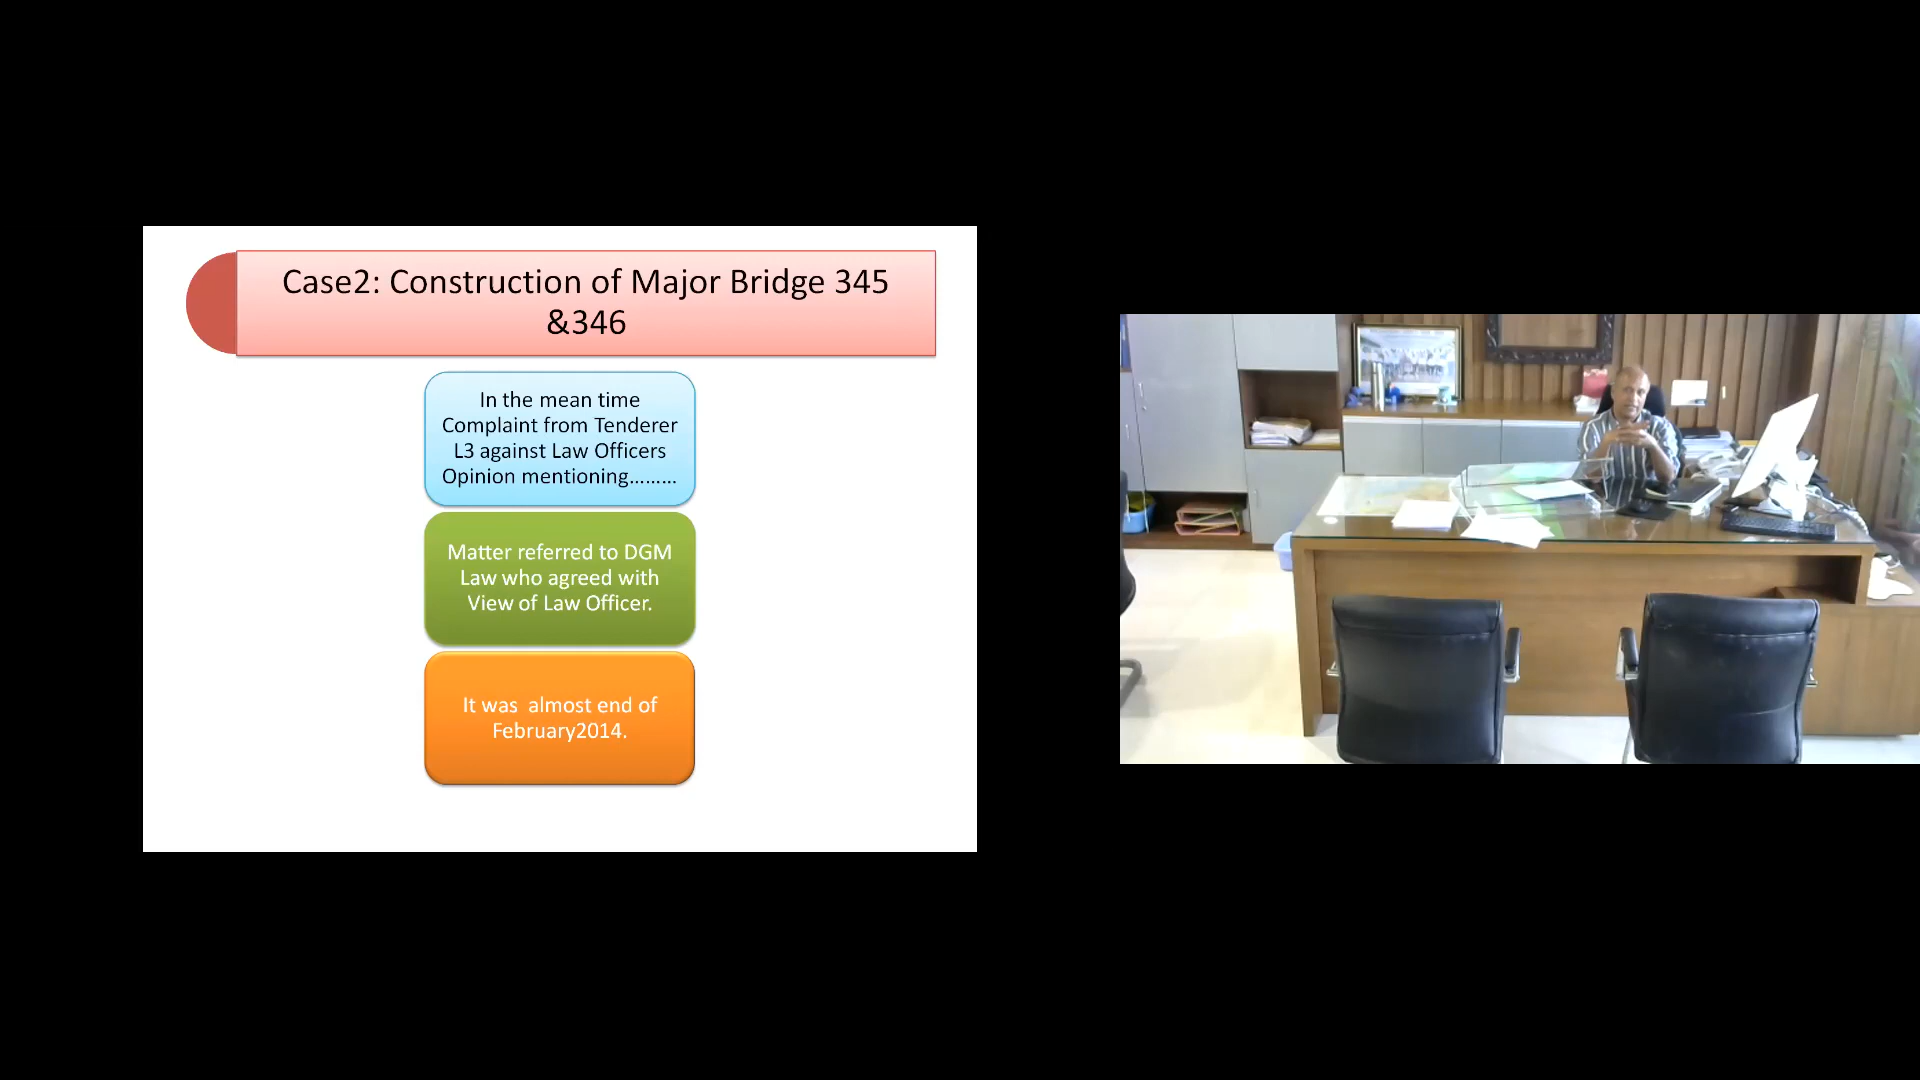 Case2: Construction of Major Bridge 345
&346
In the mean time
Complaint from Tenderer
L3 against Law Officers
Opinion mentioning.........
Matter referred to DGM
Law who agreed with
View of Law Officer.
It was  almost end of
February2014.